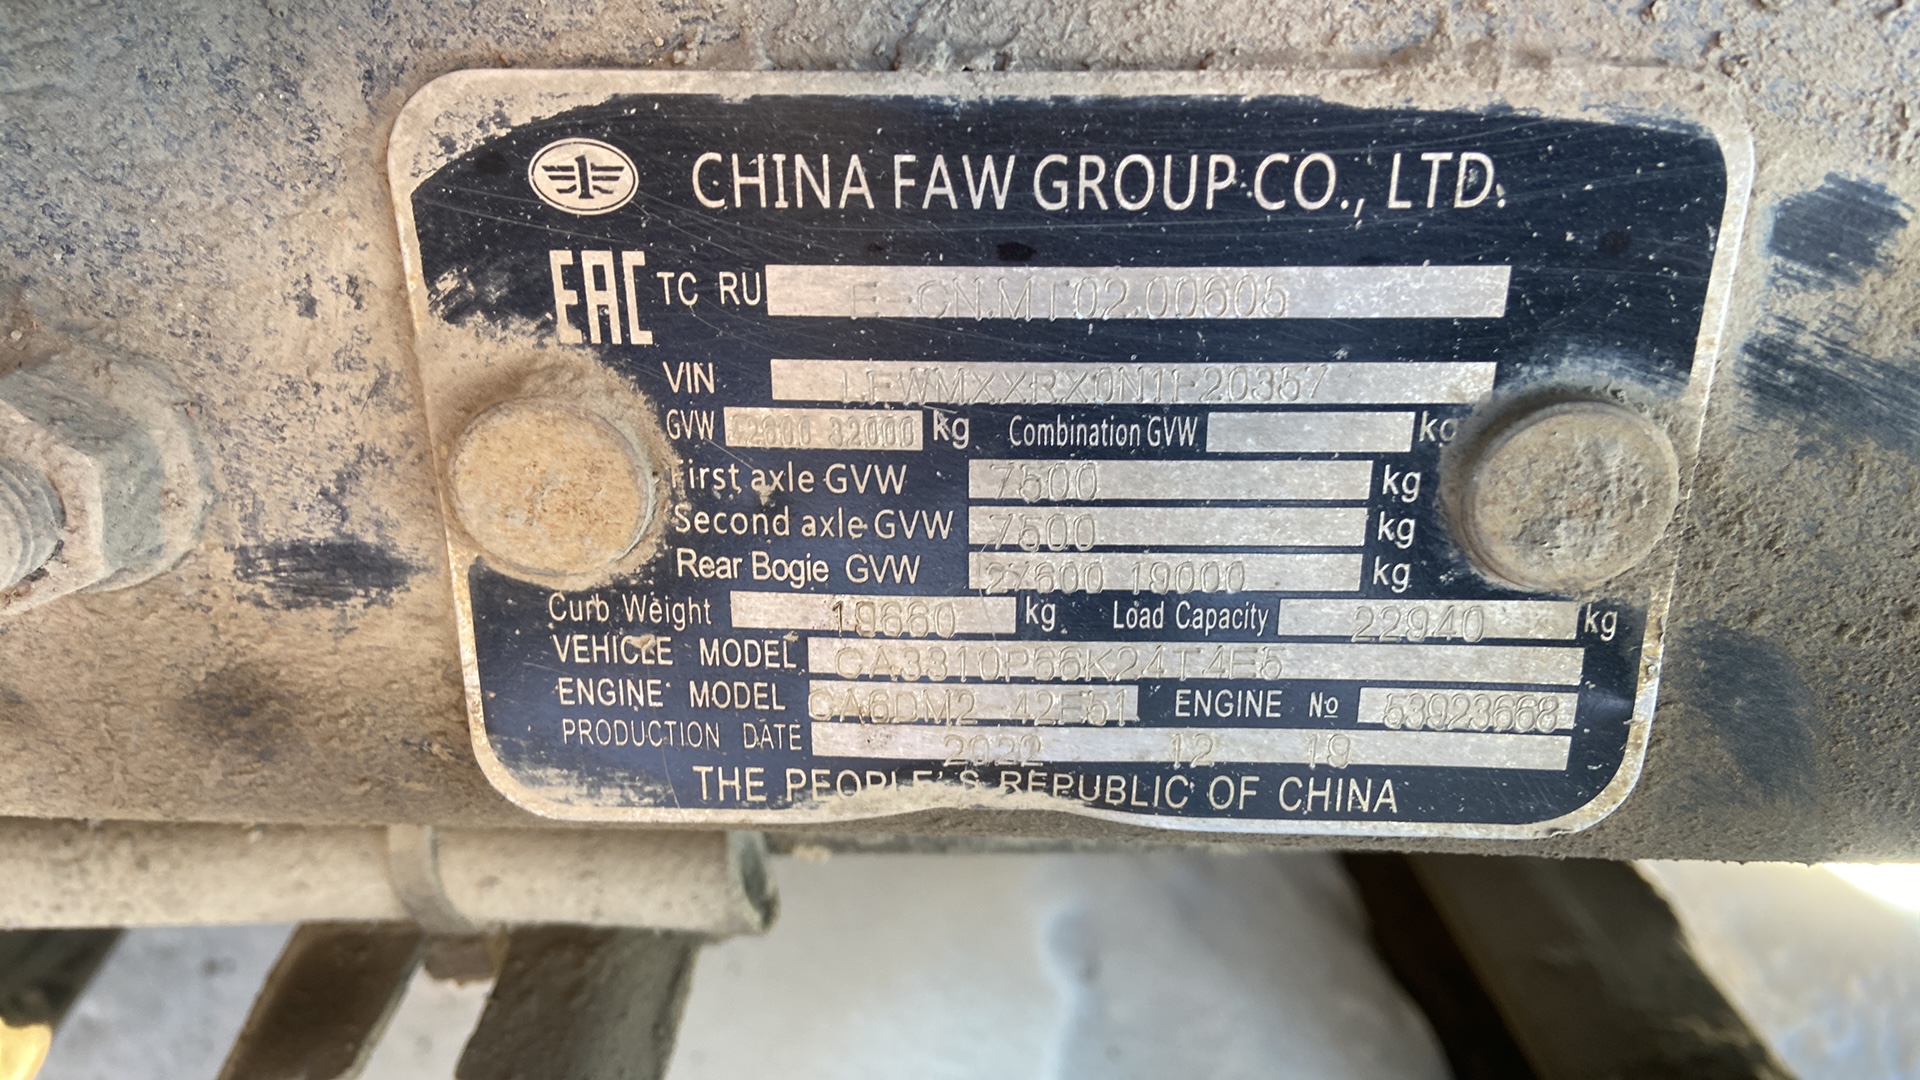 CHINA FAW GROUP CO., LTD.
EAC TC RU E-CN.MT02.00605
VIN LFWMXXRX0N1F20357
GVW 42600 32000 kg Combination GVW kg
First axle GVW 7500 kg
Second axle GVW 7500 kg
Rear Bogie GVW 27600 19000 kg
Curb Weight 19660 kg Load Capacity 22940 kg
VEHICLE MODEL CA3310P66K24T4E5
ENGINE MODEL CA6DM2-42E51 ENGINE № 53923668
PRODUCTION DATE 2022 12 19
THE PEOPLE'S REPUBLIC OF CHINA